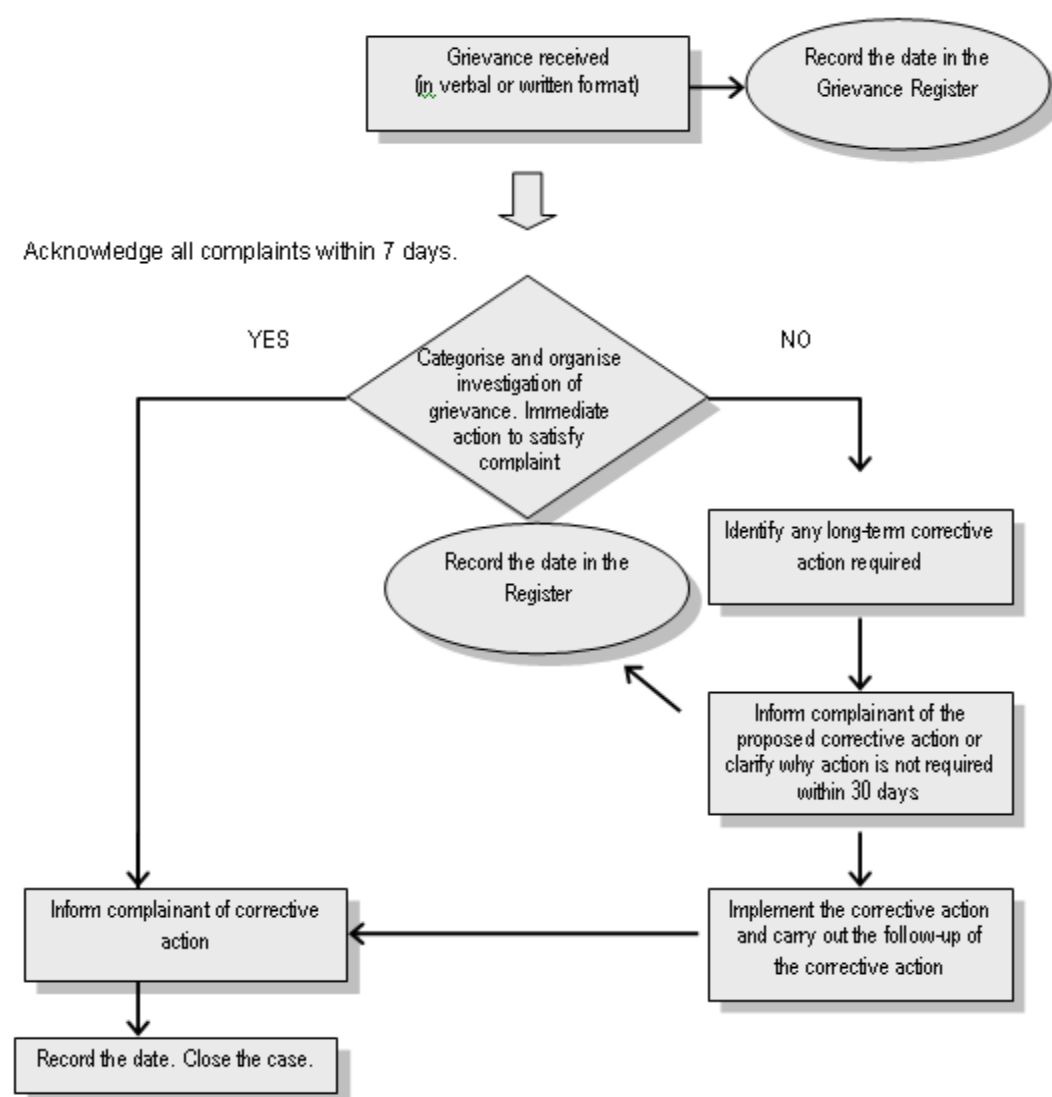 Grievance received
(in verbal or written format)
Record the date in the
Grievance Register
Acknowledge all complaints within 7 days.
YES
NO
Categorise and organise
investigation of
grievance. Immediate
action to satisfy
complaint
Record the date in the
Register
Identify any long-term corrective
action required
Inform complainant of the
proposed corrective action or
clarify why action is not required
within 30 days
Inform complainant of corrective
action
Implement the corrective action
and carry out the follow-up of
the corrective action
Record the date. Close the case.